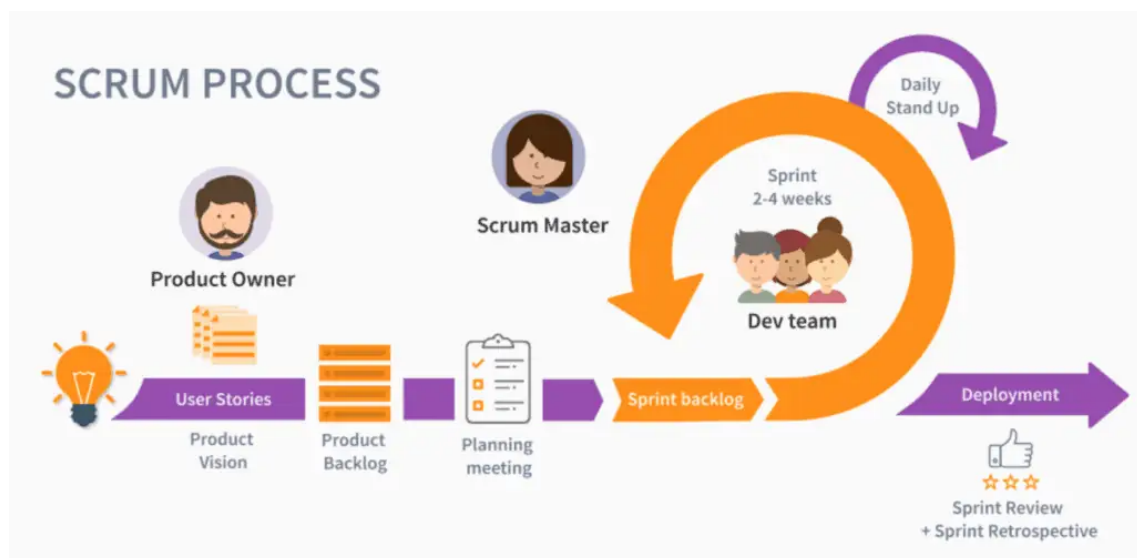 SCRUM PROCESS
Product Owner
Scrum Master
Daily
Stand Up
Sprint
2-4 weeks
Dev team
User Stories
Product
Vision
Product
Backlog
Planning
meeting
Sprint backlog
Deployment
Sprint Review
+ Sprint Retrospective